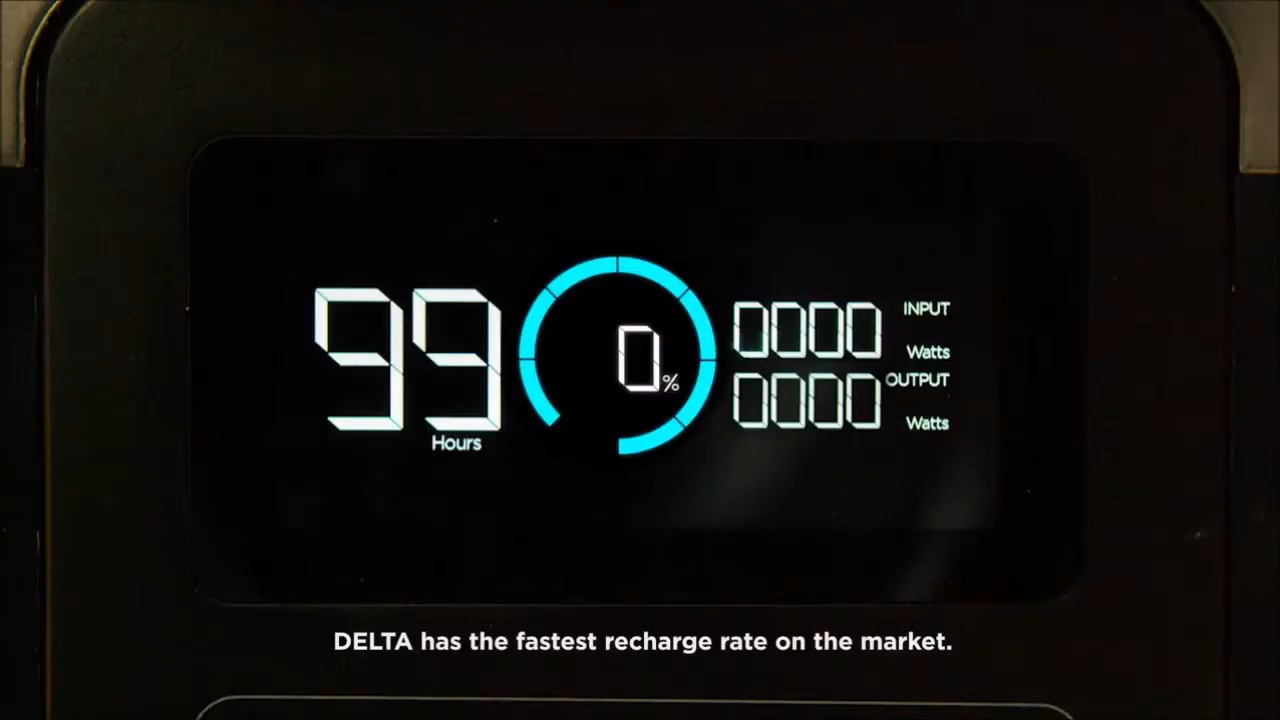 99
Hours
0%
0000 INPUT
Watts
0000 OUTPUT
Watts
DELTA has the fastest recharge rate on the market.